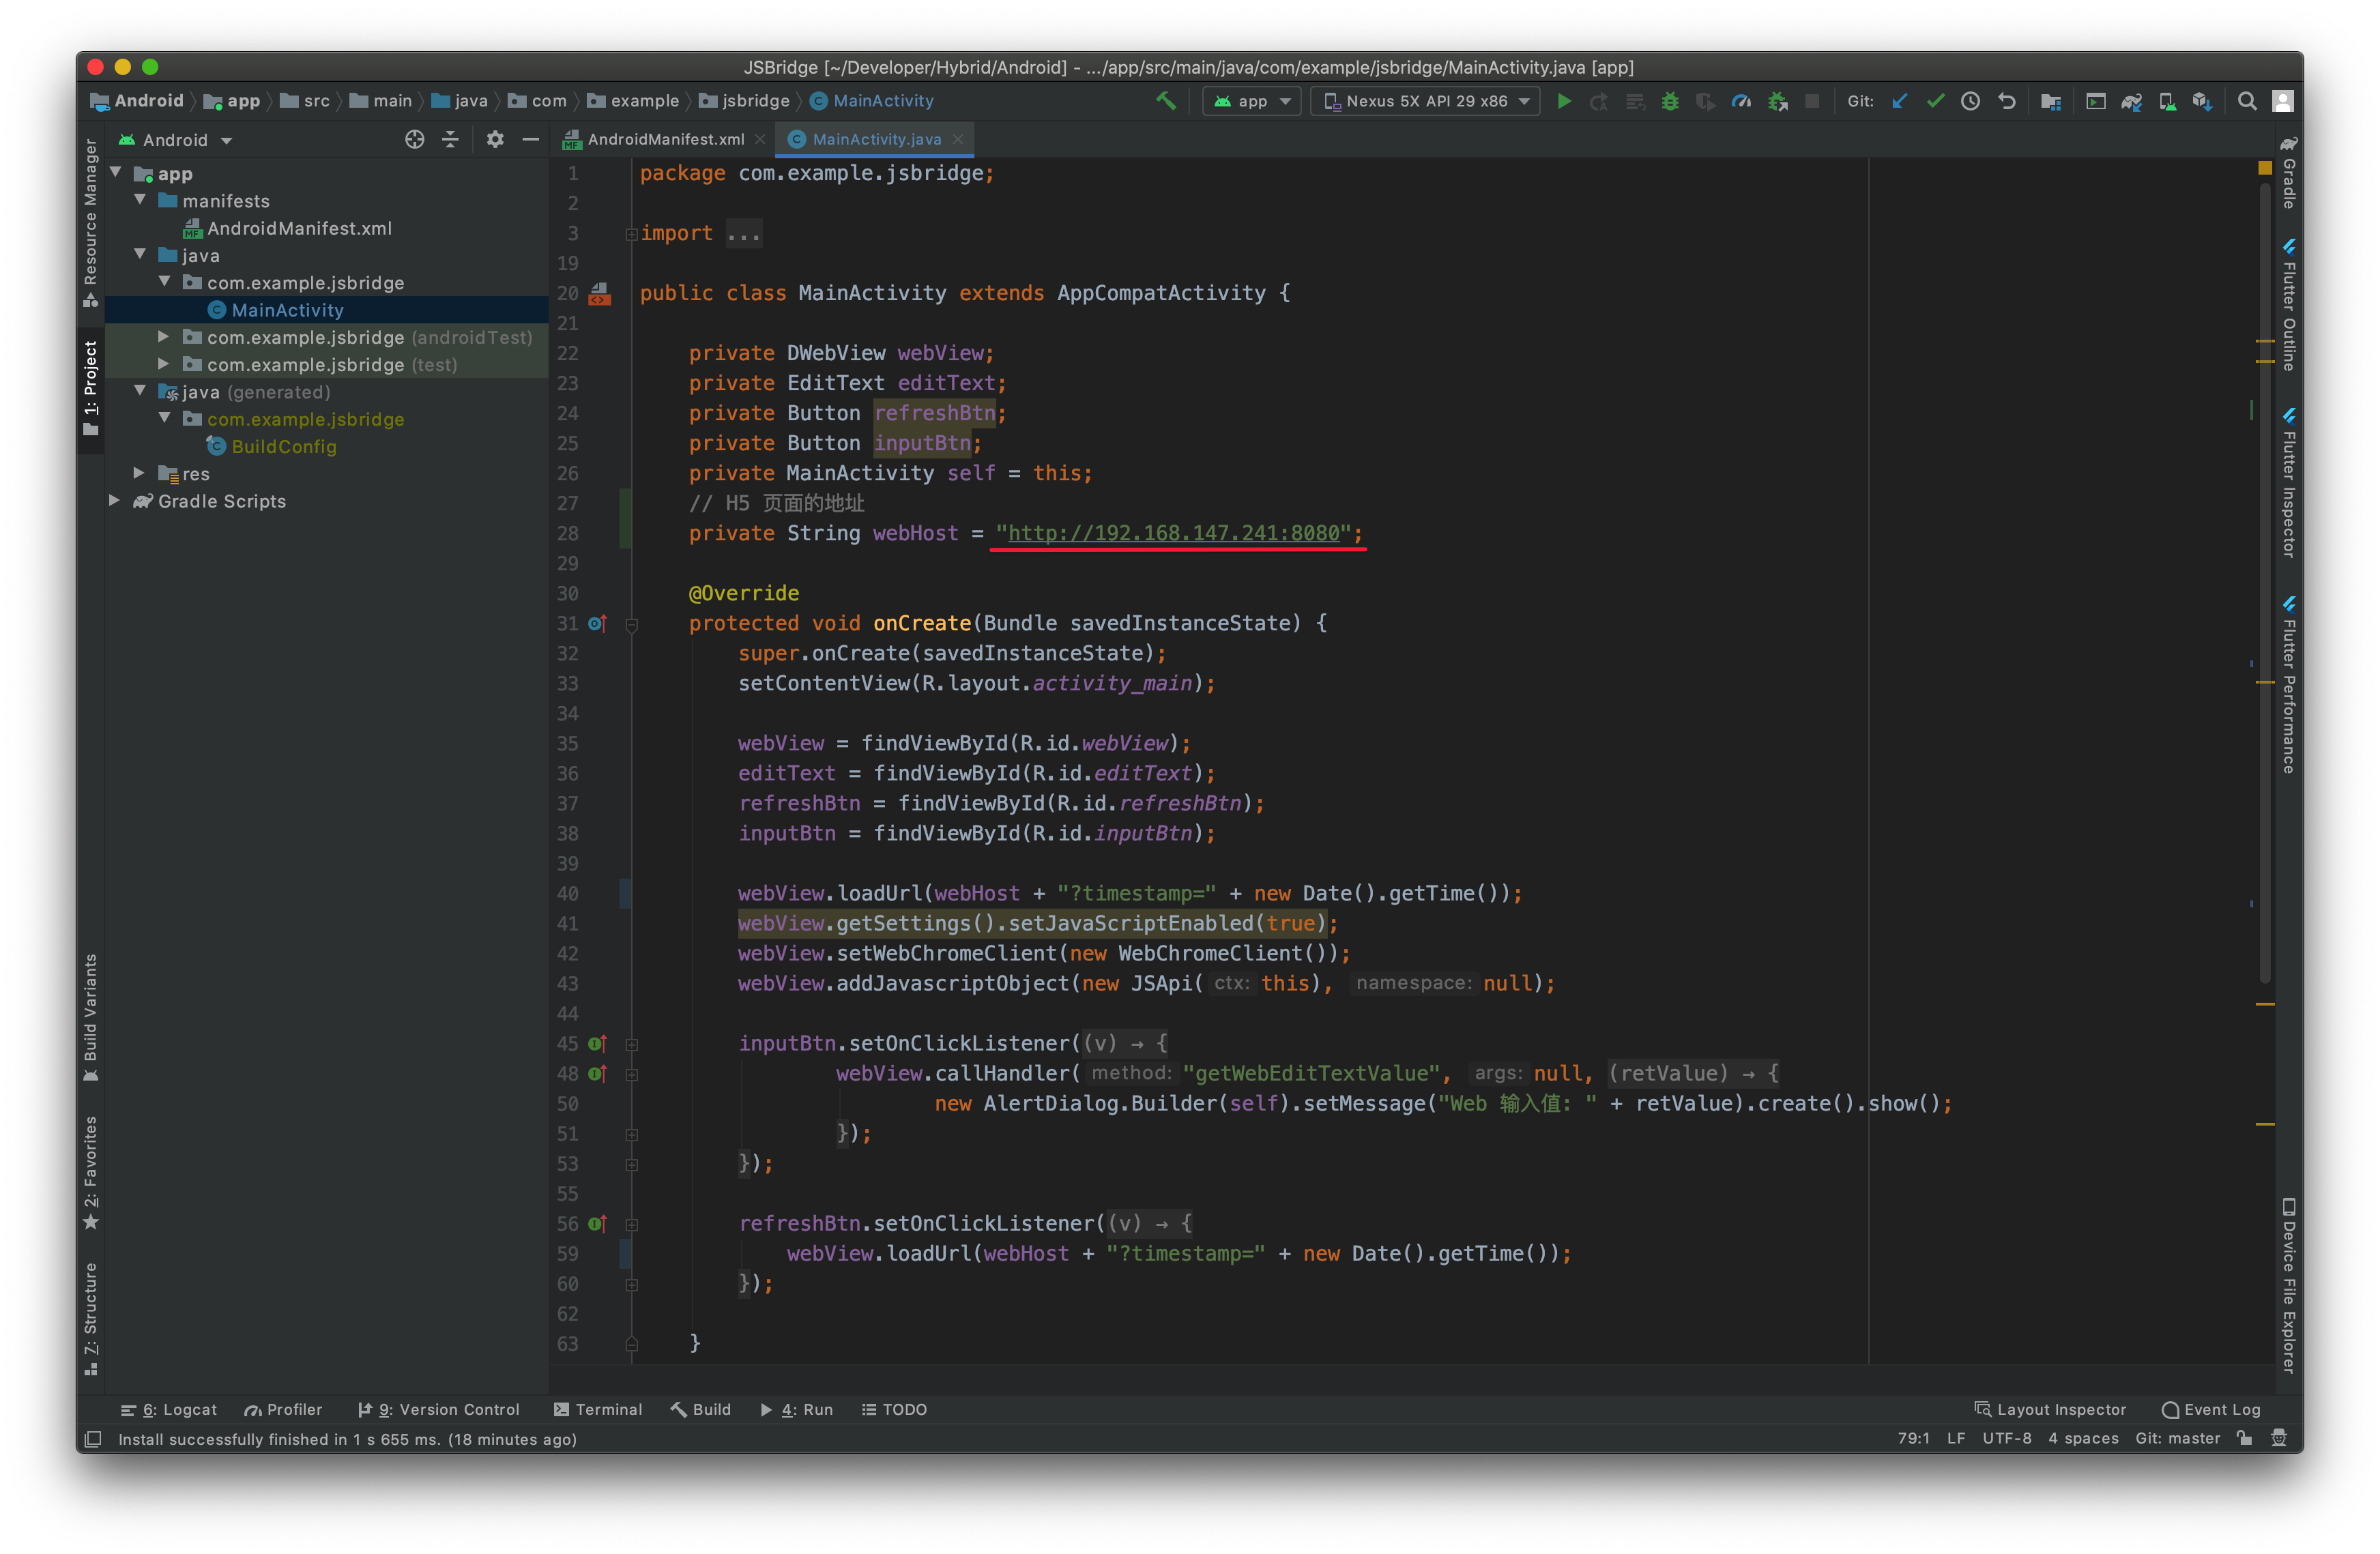 JSBridge [~/Developer/Hybrid/Android] - .../app/src/main/java/com/example/jsbridge/MainActivity.java [app]
Android app src main java com example jsbridge MainActivity app Nexus 5X API 29 x86 Git:
Android
AndroidManifest.xml MainActivity.java
Resource Manager
1: Project
Build Variants
2: Favorites
7: Structure
app
manifests
AndroidManifest.xml
java
com.example.jsbridge
MainActivity
com.example.jsbridge (androidTest)
com.example.jsbridge (test)
java (generated)
com.example.jsbridge
BuildConfig
res
Gradle Scripts
1 package com.example.jsbridge;
2
3 import ...
19
20 public class MainActivity extends AppCompatActivity {
21
22 private DWebView webView;
23 private EditText editText;
24 private Button refreshBtn;
25 private Button inputBtn;
26 private MainActivity self = this;
27 // H5 页面的地址
28 private String webHost = "http://192.168.147.241:8080";
29
30 @Override
31 protected void onCreate(Bundle savedInstanceState) {
32 super.onCreate(savedInstanceState);
33 setContentView(R.layout.activity_main);
34
35 webView = findViewById(R.id.webView);
36 editText = findViewById(R.id.editText);
37 refreshBtn = findViewById(R.id.refreshBtn);
38 inputBtn = findViewById(R.id.inputBtn);
39
40 webView.loadUrl(webHost + "?timestamp=" + new Date().getTime());
41 webView.getSettings().setJavaScriptEnabled(true);
42 webView.setWebChromeClient(new WebChromeClient());
43 webView.addJavascriptObject(new JSApi( ctx: this), namespace: null);
44
45 inputBtn.setOnClickListener((v) → {
48 webView.callHandler( method: "getWebEditTextValue", args: null, (retValue) → {
50 new AlertDialog.Builder(self).setMessage("Web 输入值: " + retValue).create().show();
51 });
53 });
55
56 refreshBtn.setOnClickListener((v) → {
59 webView.loadUrl(webHost + "?timestamp=" + new Date().getTime());
60 });
62
63 }
Gradle
Flutter Outline
Flutter Inspector
Flutter Performance
Device File Explorer
6: Logcat Profiler 9: Version Control Terminal Build 4: Run TODO Layout Inspector Event Log
Install successfully finished in 1 s 655 ms. (18 minutes ago) 79:1 LF UTF-8 4 spaces Git: master